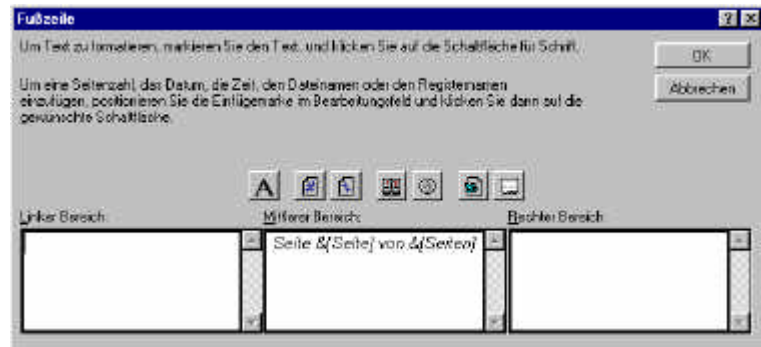 Fußzeile
Um Text zu formatieren, markieren Sie den Text, und klicken Sie auf die Schaltfläche für Schrift.
OK
Um eine Seitenzahl, das Datum, die Zeit, den Dateinamen oder den Registernamen
einzufügen, positionieren Sie die Einfügemarke im Bearbeitungsfeld und klicken Sie dann auf die
gewünschte Schaltfläche.
Abbrechen
A
Linker Bereich:
Mittlerer Bereich:
Rechter Bereich:
Seite &[Seite] von &[Seiten]